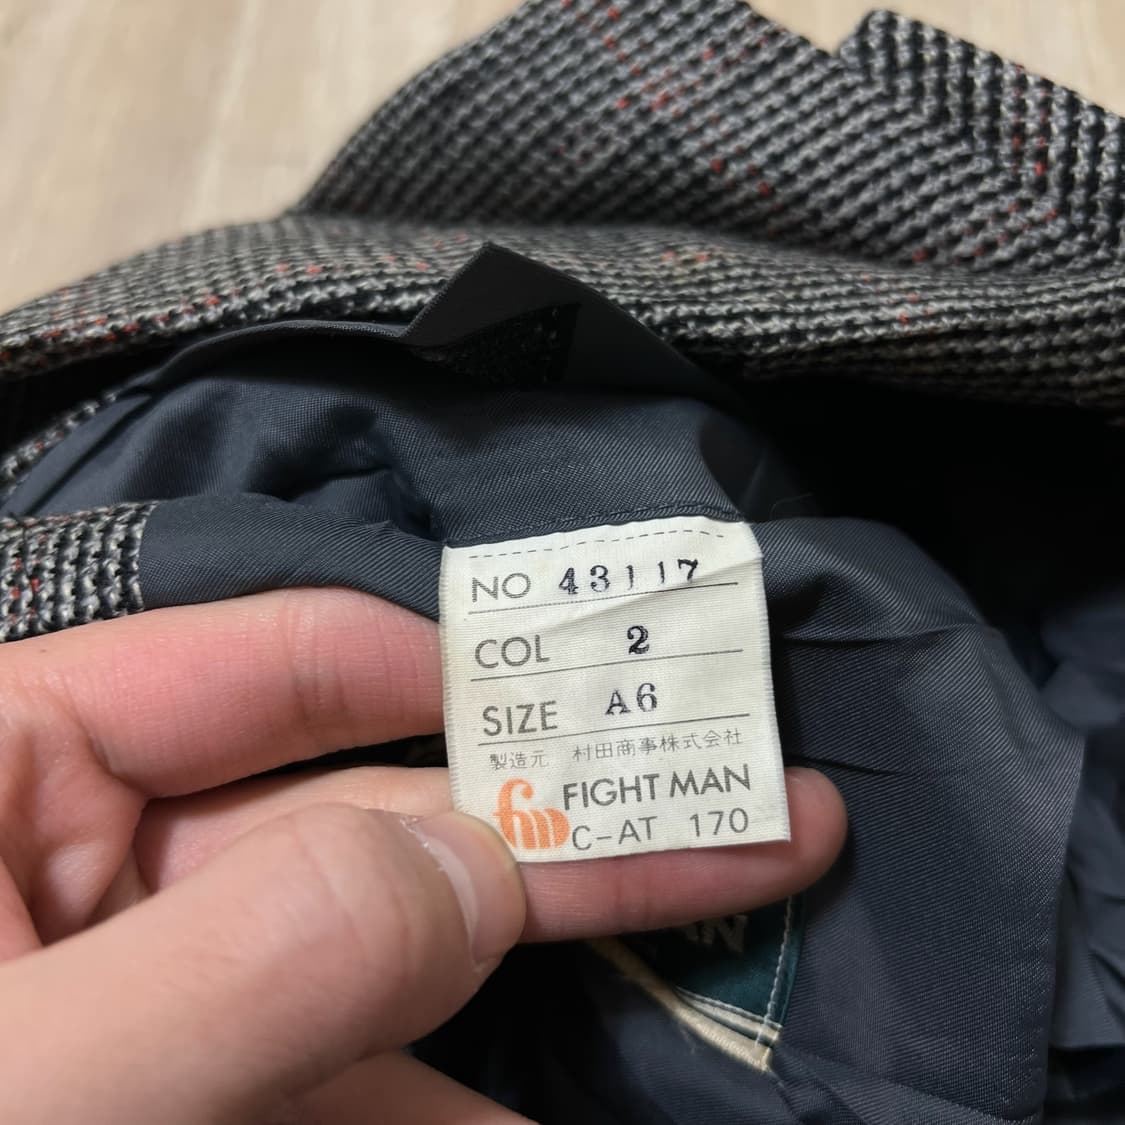 NO 43117
COL 2
SIZE A6
製造元 村田商事株式会社
fm FIGHT MAN
C-AT 170